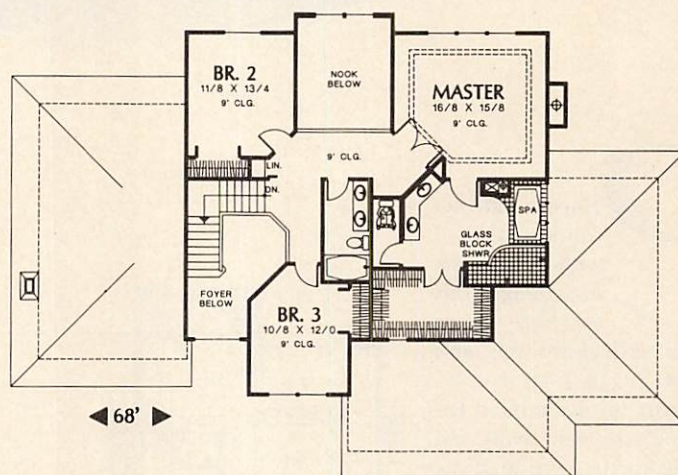 BR. 2
11/8 X 13/4
9' CLG.
NOOK
BELOW
MASTER
16/8 X 15/8
9' CLG.
9' CLG.
LIN.
DN.
SPA
GLASS
BLOCK
SHWR.
FOYER
BELOW
BR. 3
10/8 X 12/0
9' CLG.
68'